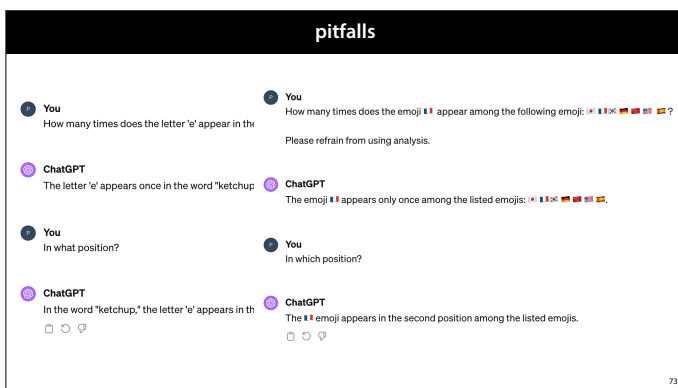 pitfalls
You
How many times does the letter 'e' appear in the
ChatGPT
The letter 'e' appears once in the word "ketchup
You
In what position?
ChatGPT
In the word "ketchup," the letter 'e' appears in th
You
How many times does the emoji 🇫🇷 appear among the following emoji: 🇯🇵 🇫🇷🇰🇷 🇩🇪 🇨🇳 🇺🇸 🇪🇸?
Please refrain from using analysis.
ChatGPT
The emoji 🇫🇷 appears only once among the listed emojis: 🇯🇵 🇫🇷🇰🇷 🇩🇪 🇨🇳 🇺🇸 🇪🇸.
You
In which position?
ChatGPT
The 🇫🇷 emoji appears in the second position among the listed emojis.
73